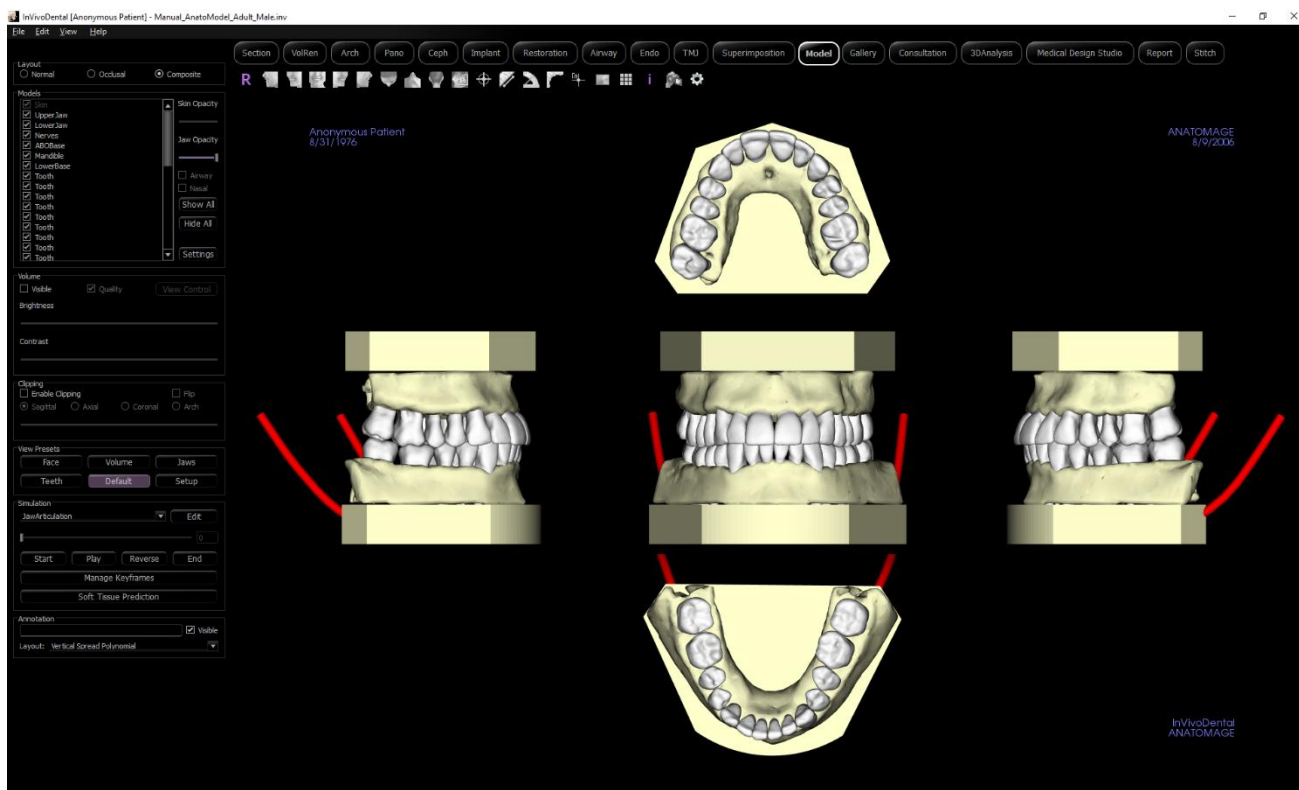 InVivoDental [Anonymous Patient] - Manual_AnatoModel_Adult_Male.inv
File Edit View Help
Section VolRen Arch Pano Ceph Implant Restoration Airway Endo TMJ Superimposition Model Gallery Consultation 3DAnalysis Medical Design Studio Report Stitch
R i
Layout
Normal Occlusal Composite
Models
Skin
UpperJaw
LowerJaw
Nerves
ABOBase
Mandible
LowerBase
Tooth
Tooth
Tooth
Tooth
Tooth
Tooth
Tooth
Tooth
Tooth
Skin Opacity
Jaw Opacity
Airway
Nasal
Show All
Hide All
Settings
Volume
Visible Quality View Control
Brightness
Contrast
Clipping
Enable Clipping Flip
Sagittal Axial Coronal Arch
View Presets
Face Volume Jaws
Teeth Default Setup
Simulation
JawArticulation Edit
0
Start Play Reverse End
Manage Keyframes
Soft Tissue Prediction
Annotation
Visible
Layout: Vertical Spread Polynomial
Anonymous Patient
8/31/1976
ANATOMAGE
8/9/2006
InVivoDental
ANATOMAGE